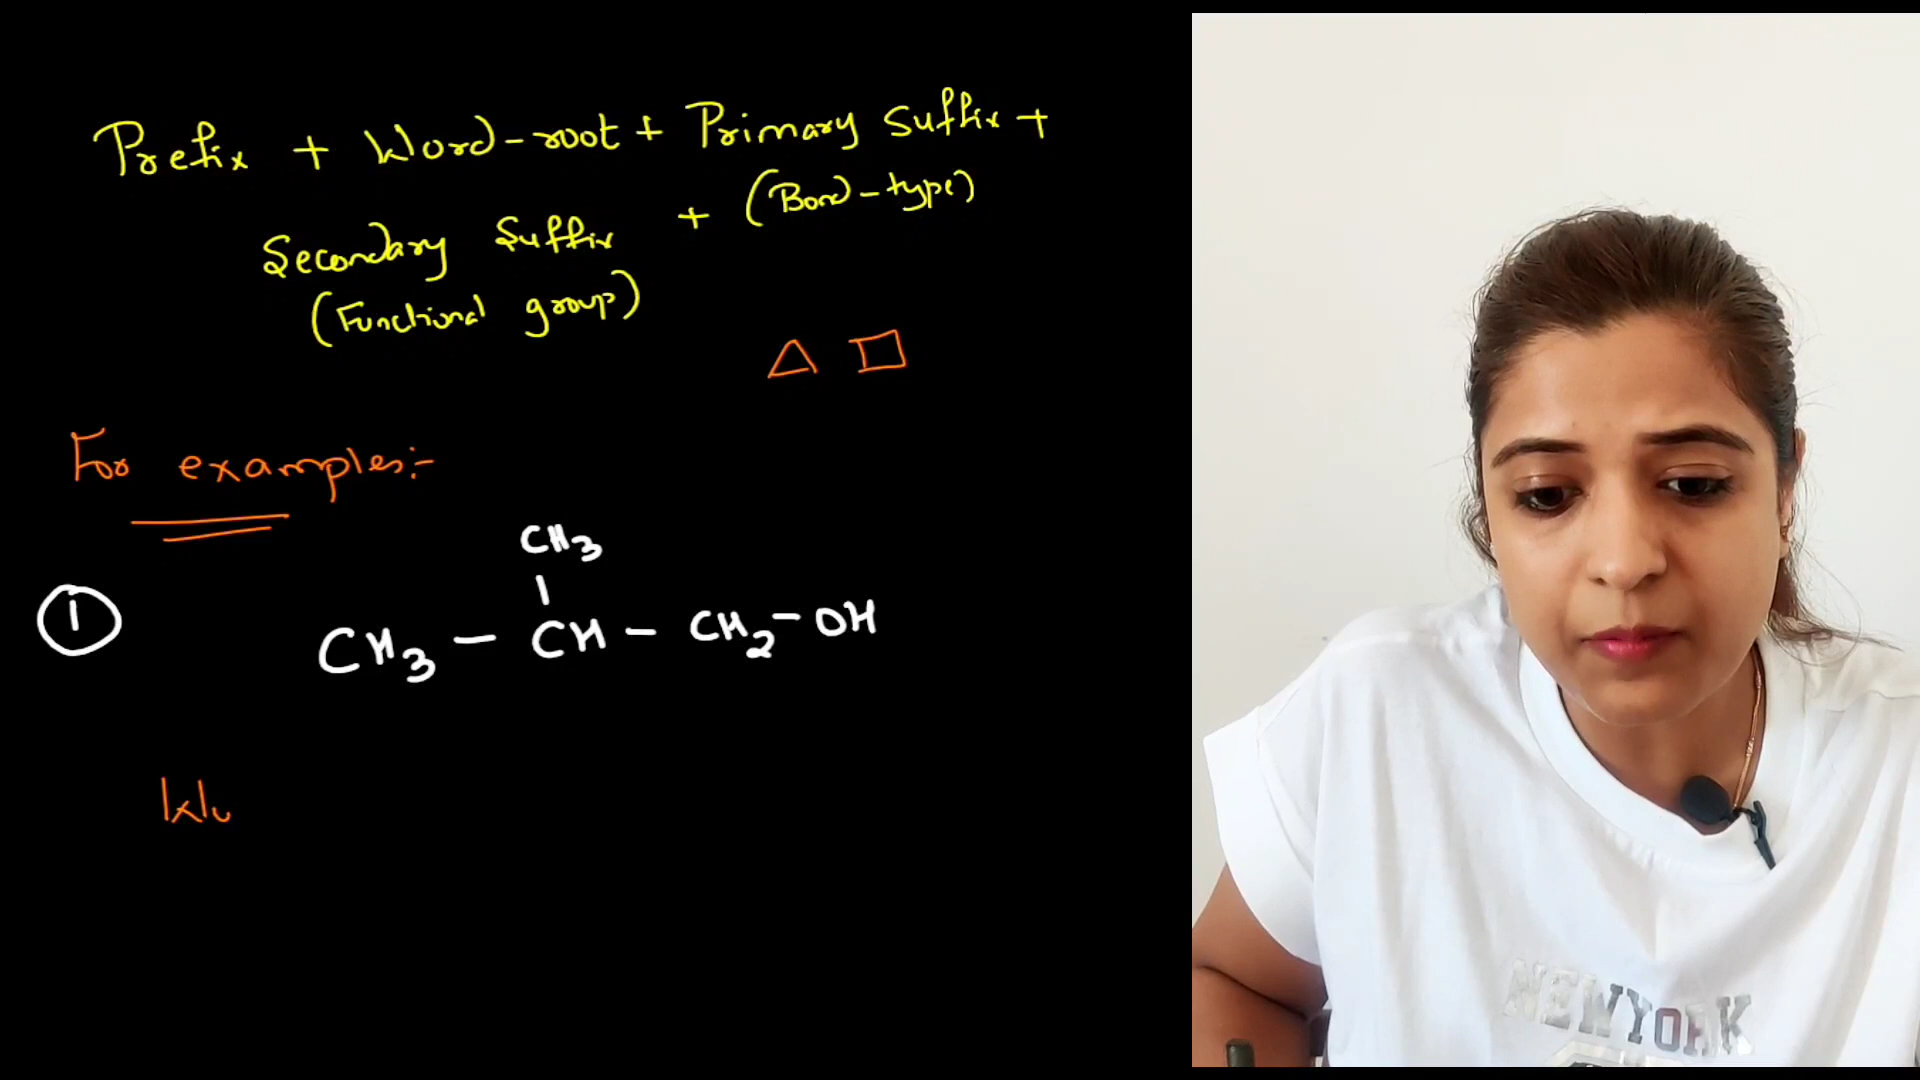 Prefix + Word-root + Primary Suffix +
Secondary Suffix + (Bond-type)
(Functional group)
For examples:-
CH3
1 CH3 - CH - CH2 - OH
NEWYORK